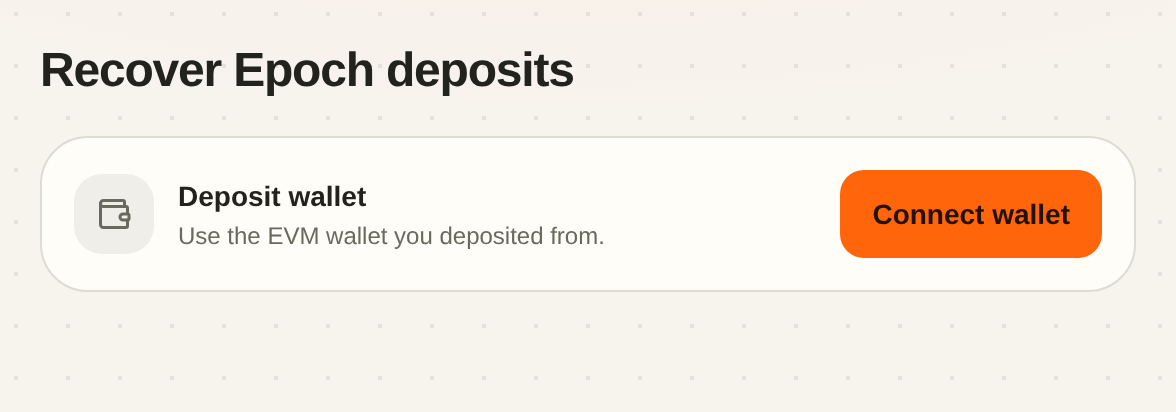 Recover Epoch deposits
Deposit wallet
Use the EVM wallet you deposited from.
Connect wallet